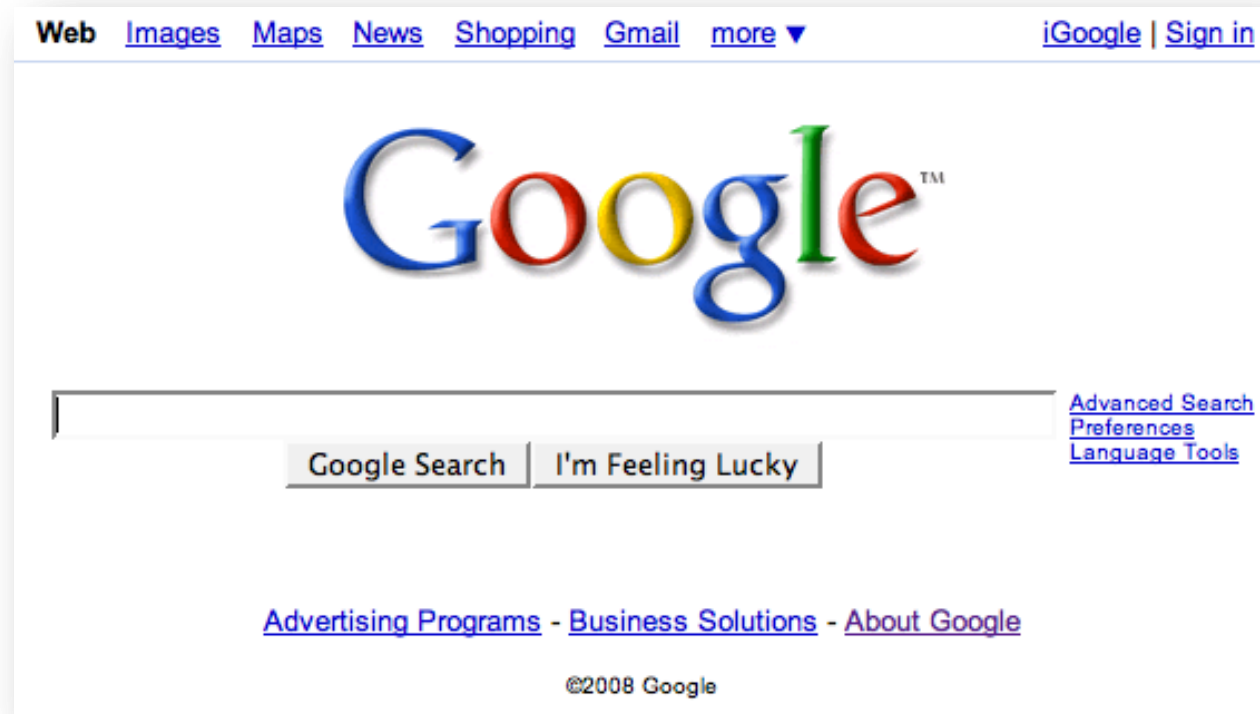 Web Images Maps News Shopping Gmail more ▼ iGoogle | Sign in
Google™
Advanced Search
Preferences
Language Tools
Google Search I'm Feeling Lucky
Advertising Programs - Business Solutions - About Google
©2008 Google